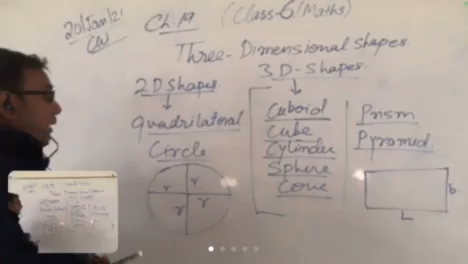 20/Jan/21
CW
Ch 19 (Class-6/Maths)
Three-Dimensional shapes
2D shapes
quadrilateral
Circle
r r
r r
3D-Shapes
Cuboid
Cube
Cylinder
Sphere
Cone
Prism
Pyramid
b
L